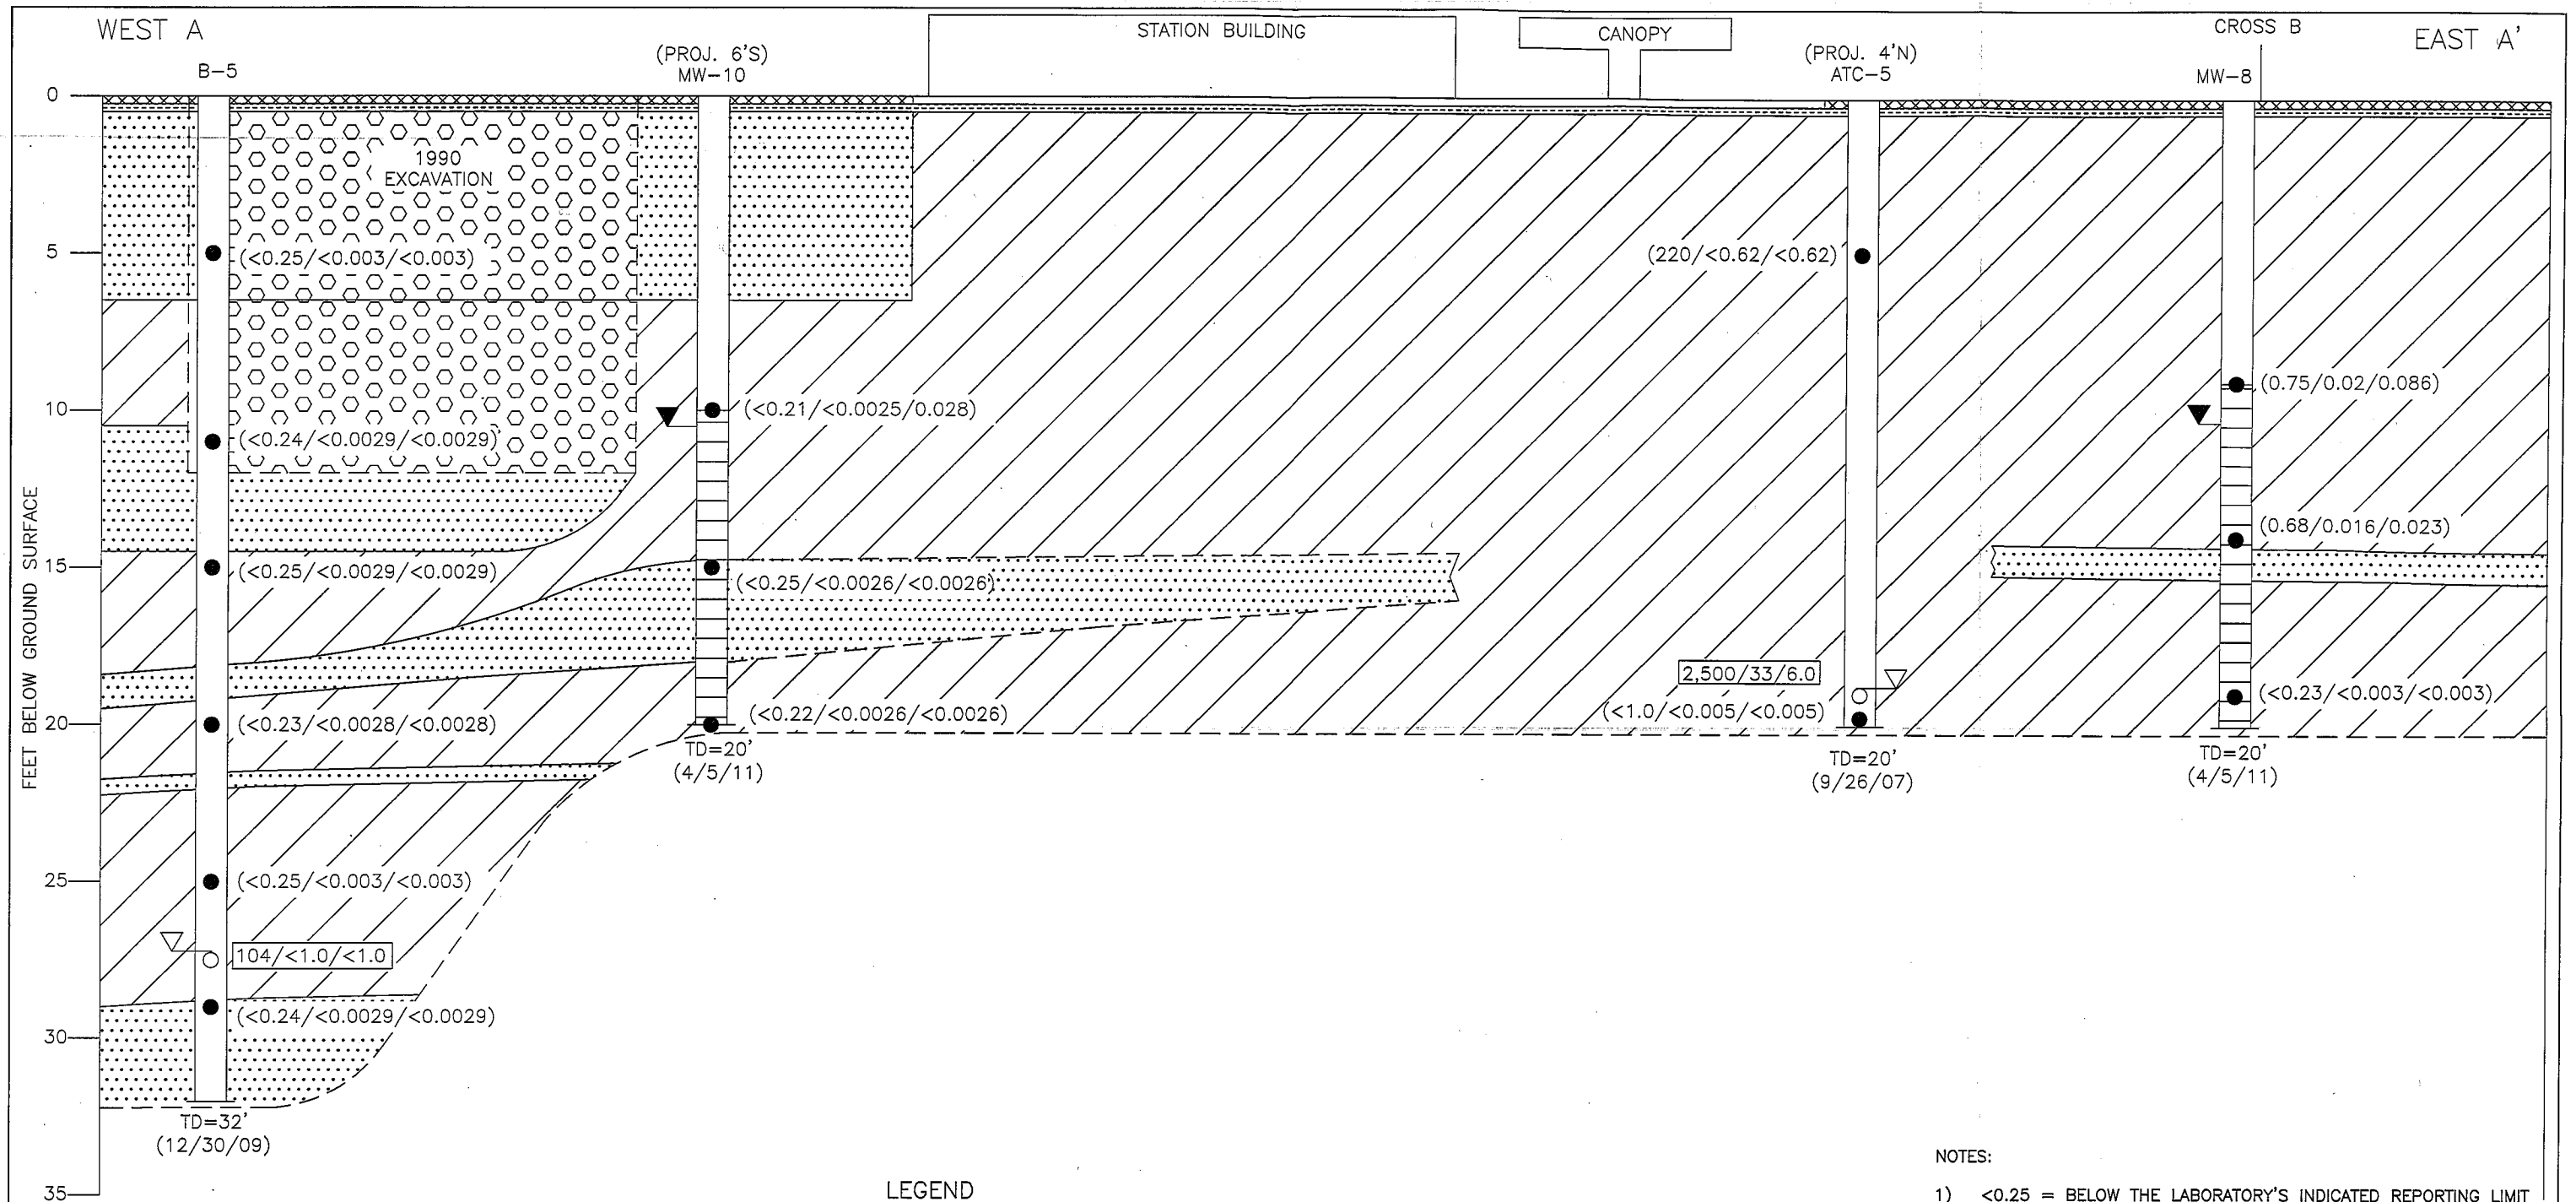 WEST A
STATION BUILDING
CANOPY
CROSS B
EAST A'
B-5
(PROJ. 6'S)
MW-10
(PROJ. 4'N)
ATC-5
MW-8
FEET BELOW GROUND SURFACE
0
5
10
15
20
25
30
35
1990
EXCAVATION
(<0.25/<0.003/<0.003)
(<0.24/<0.0029/<0.0029)
(<0.25/<0.0029/<0.0029)
(<0.23/<0.0028/<0.0028)
(<0.25/<0.003/<0.003)
104/<1.0/<1.0
(<0.24/<0.0029/<0.0029)
TD=32'
(12/30/09)
(<0.21/<0.0025/0.028)
(<0.25/<0.0026/<0.0026)
(<0.22/<0.0026/<0.0026)
TD=20'
(4/5/11)
(220/<0.62/<0.62)
2,500/33/6.0
(<1.0/<0.005/<0.005)
TD=20'
(9/26/07)
(0.75/0.02/0.086)
(0.68/0.016/0.023)
(<0.23/<0.003/<0.003)
TD=20'
(4/5/11)
LEGEND
NOTES:
1) <0.25 = BELOW THE LABORATORY'S INDICATED REPORTING LIMIT